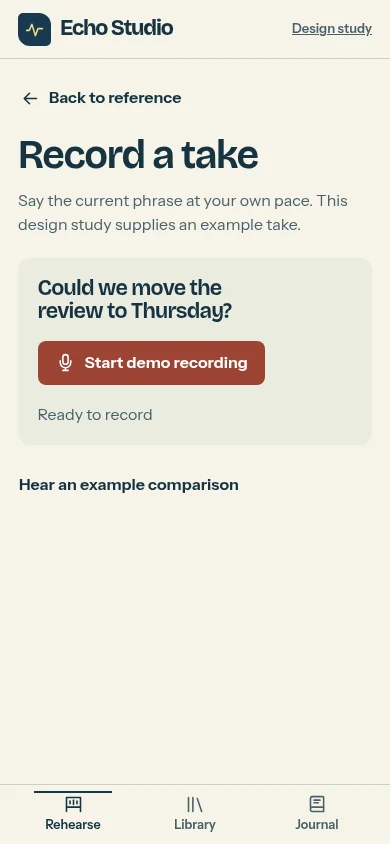 Echo Studio
Design study
Back to reference
Record a take
Say the current phrase at your own pace. This
design study supplies an example take.
Could we move the
review to Thursday?
Start demo recording
Ready to record
Hear an example comparison
Rehearse
Library
Journal